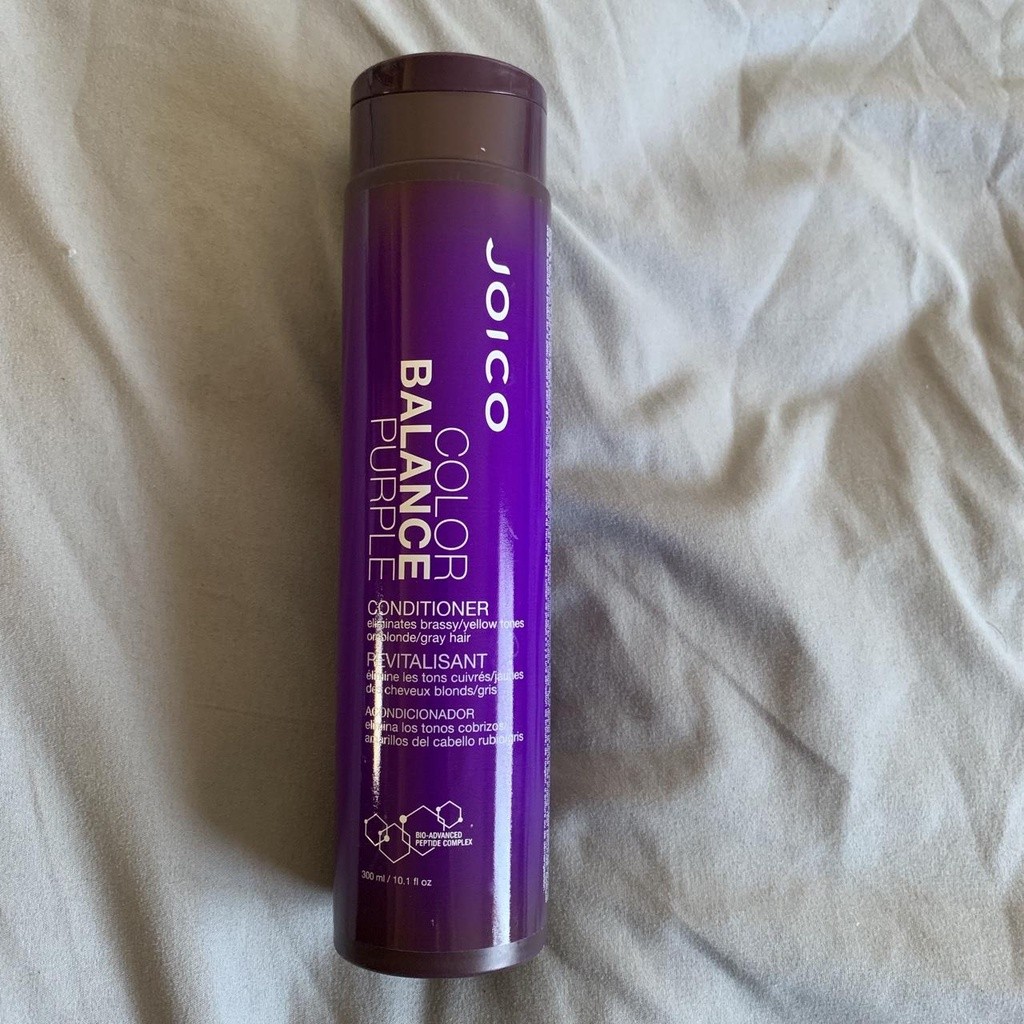 JOICO
COLOR
BALANCE
PURPLE
CONDITIONER
eliminates brassy/yellow tones
on blonde/gray hair
REVITALISANT
élimine les tons cuivrés/jaunes
des cheveux blonds/gris
ACONDICIONADOR
elimina los tonos cobrizos/
amarillos del cabello rubio/gris
BIO-ADVANCED
PEPTIDE COMPLEX
300 ml / 10.1 fl oz